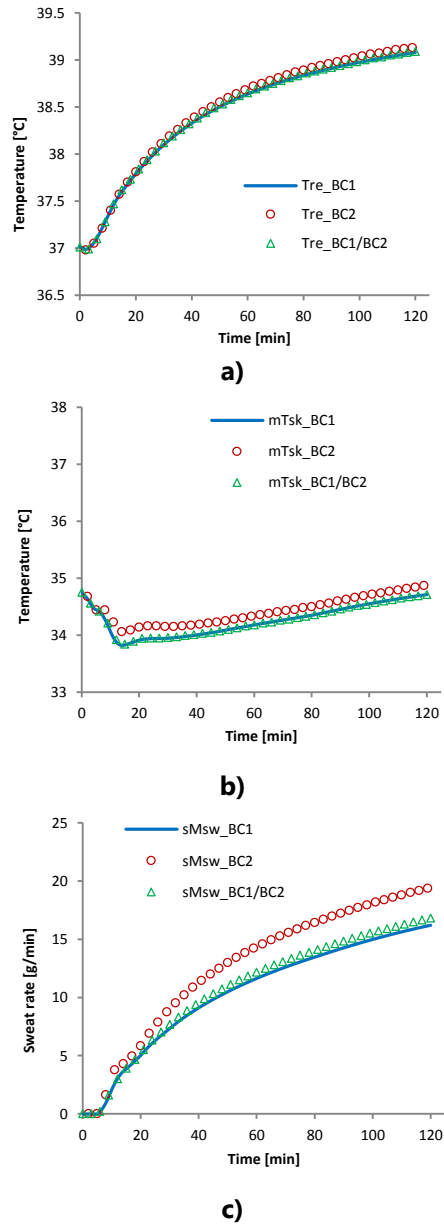 Temperature [°C]
39
38.5
38
37.5
37
36.5
Tre_BC1
Tre_BC2
Tre_BC1/BC2
0 20 40 60 80 100 120
Time [min]
a)
Temperature [°C]
38
37
36
35
34
33
mTsk_BC1
mTsk_BC2
mTsk_BC1/BC2
0 20 40 60 80 100 120
Time [min]
b)
Sweat rate [g/min]
25
20
15
10
5
0
sMsw_BC1
sMsw_BC2
sMsw_BC1/BC2
0 20 40 60 80 100 120
Time [min]
c)